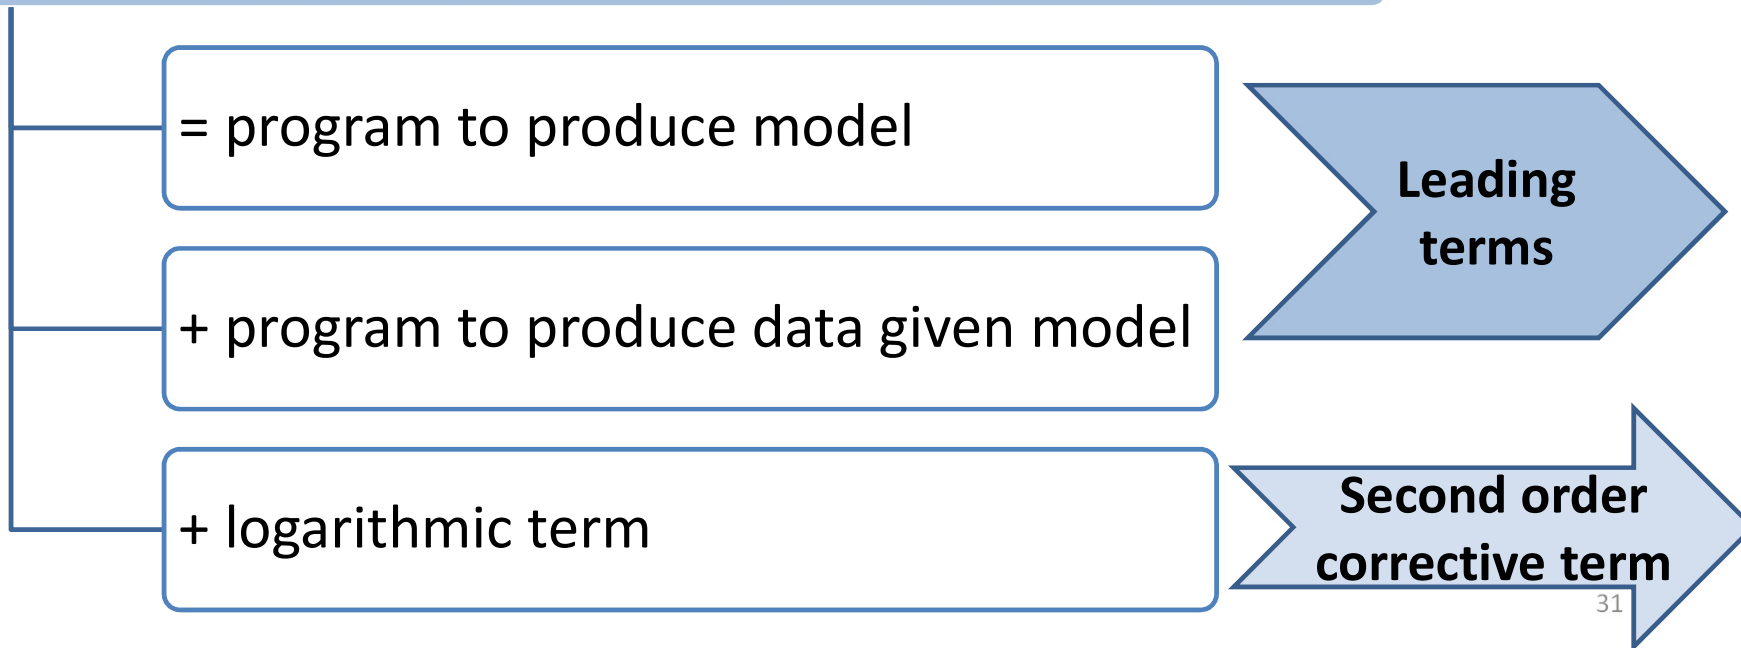 = program to produce model
Leading
terms
+ program to produce data given model
+ logarithmic term
Second order
corrective term
31